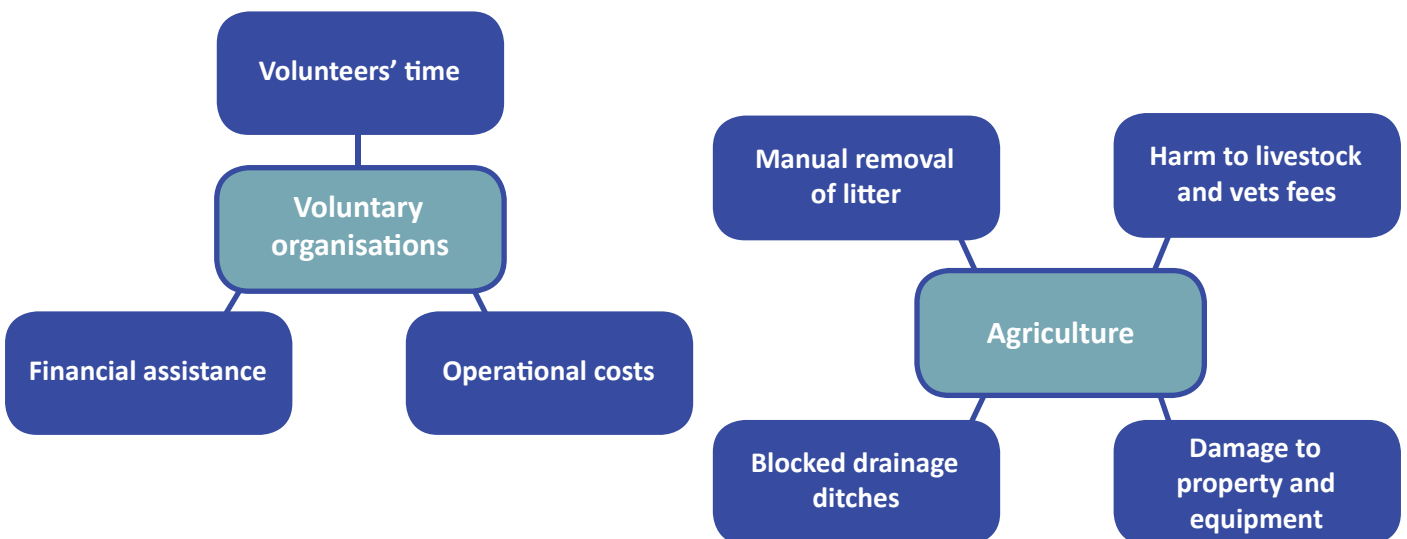 Volunteers’ time
Voluntary
organisations
Financial assistance
Operational costs
Manual removal
of litter
Harm to livestock
and vets fees
Agriculture
Blocked drainage
ditches
Damage to
property and
equipment